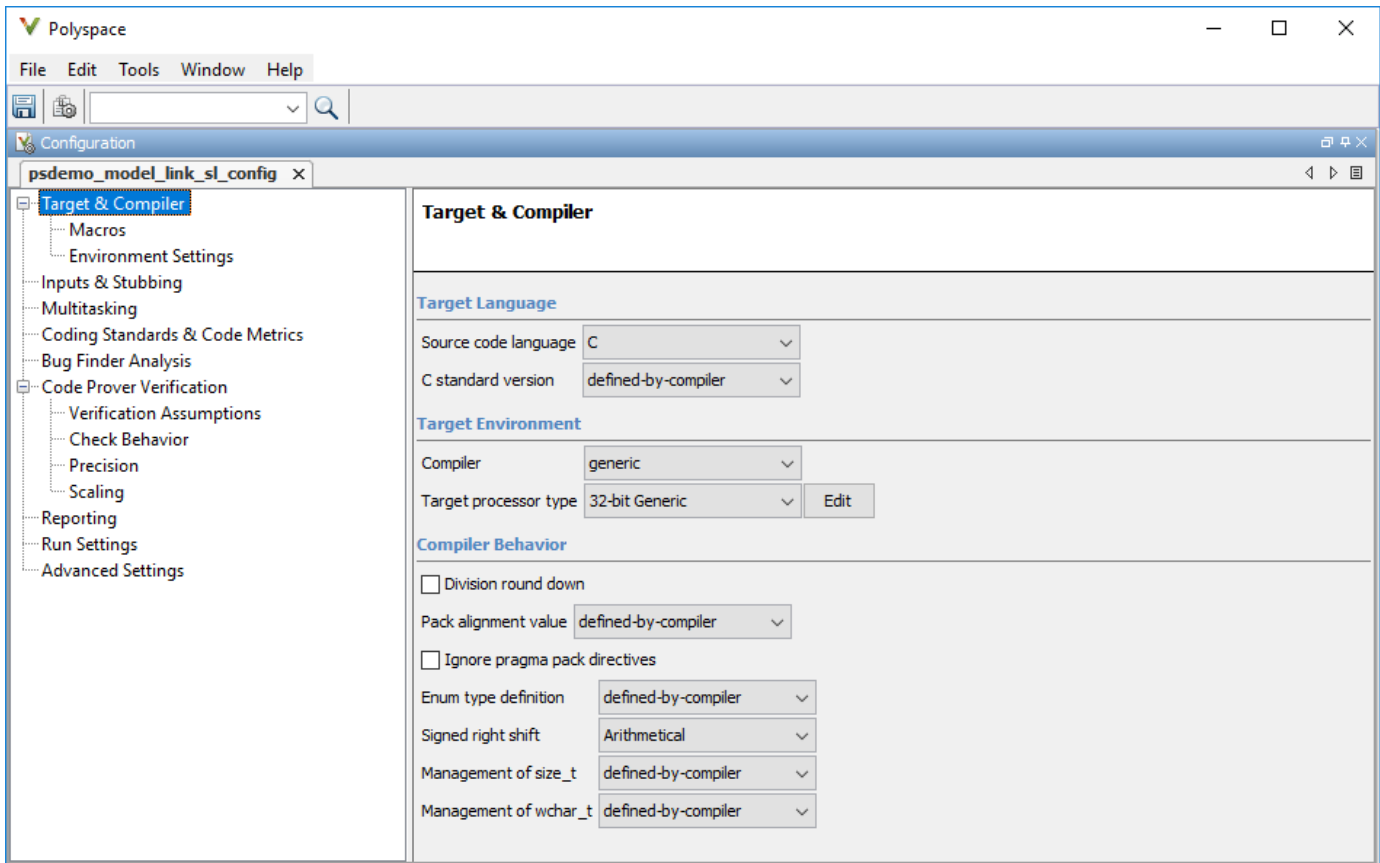 Polyspace
File Edit Tools Window Help
Configuration
psdemo_model_link_sl_config
Target & Compiler
Macros
Environment Settings
Inputs & Stubbing
Multitasking
Coding Standards & Code Metrics
Bug Finder Analysis
Code Prover Verification
Verification Assumptions
Check Behavior
Precision
Scaling
Reporting
Run Settings
Advanced Settings
Target & Compiler
Target Language
Source code language C
C standard version defined-by-compiler
Target Environment
Compiler generic
Target processor type 32-bit Generic Edit
Compiler Behavior
Division round down
Pack alignment value defined-by-compiler
Ignore pragma pack directives
Enum type definition defined-by-compiler
Signed right shift Arithmetical
Management of size_t defined-by-compiler
Management of wchar_t defined-by-compiler